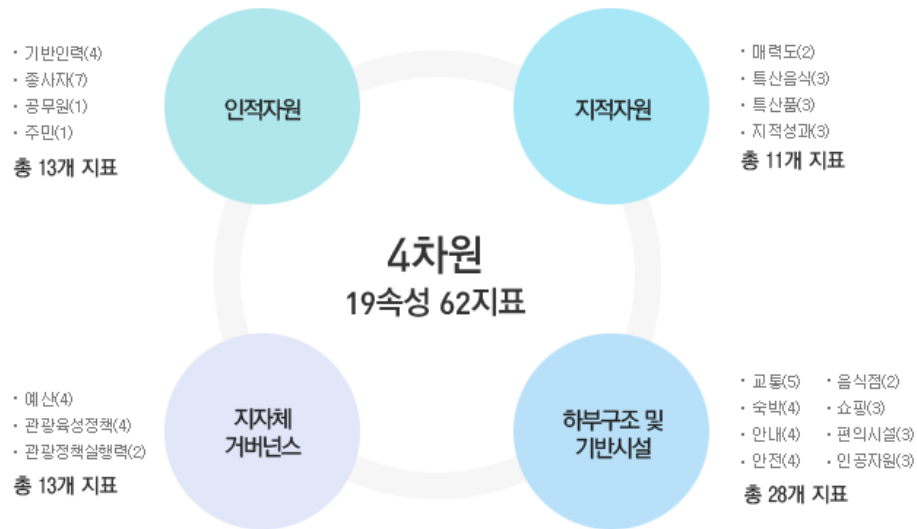 · 기반인력(4)
· 종사자(7)
· 공무원(1)
· 주민(1)
총 13개 지표
인적자원
지적자원
· 매력도(2)
· 특산음식(3)
· 특산품(3)
· 지적성과(3)
총 11개 지표
4차원
19속성 62지표
· 예산(4)
· 관광육성정책(4)
· 관광정책실행력(2)
총 13개 지표
지자체
거버넌스
하부구조 및
기반시설
· 교통(5) · 음식점(2)
· 숙박(4) · 쇼핑(3)
· 안내(4) · 편의시설(3)
· 안전(4) · 인공자원(3)
총 28개 지표